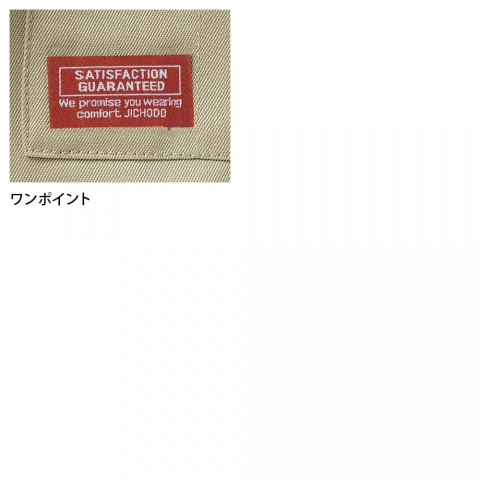 SATISFACTION
GUARANTEED
We promise you wearing
comfort. JICHODO
ワンポイント